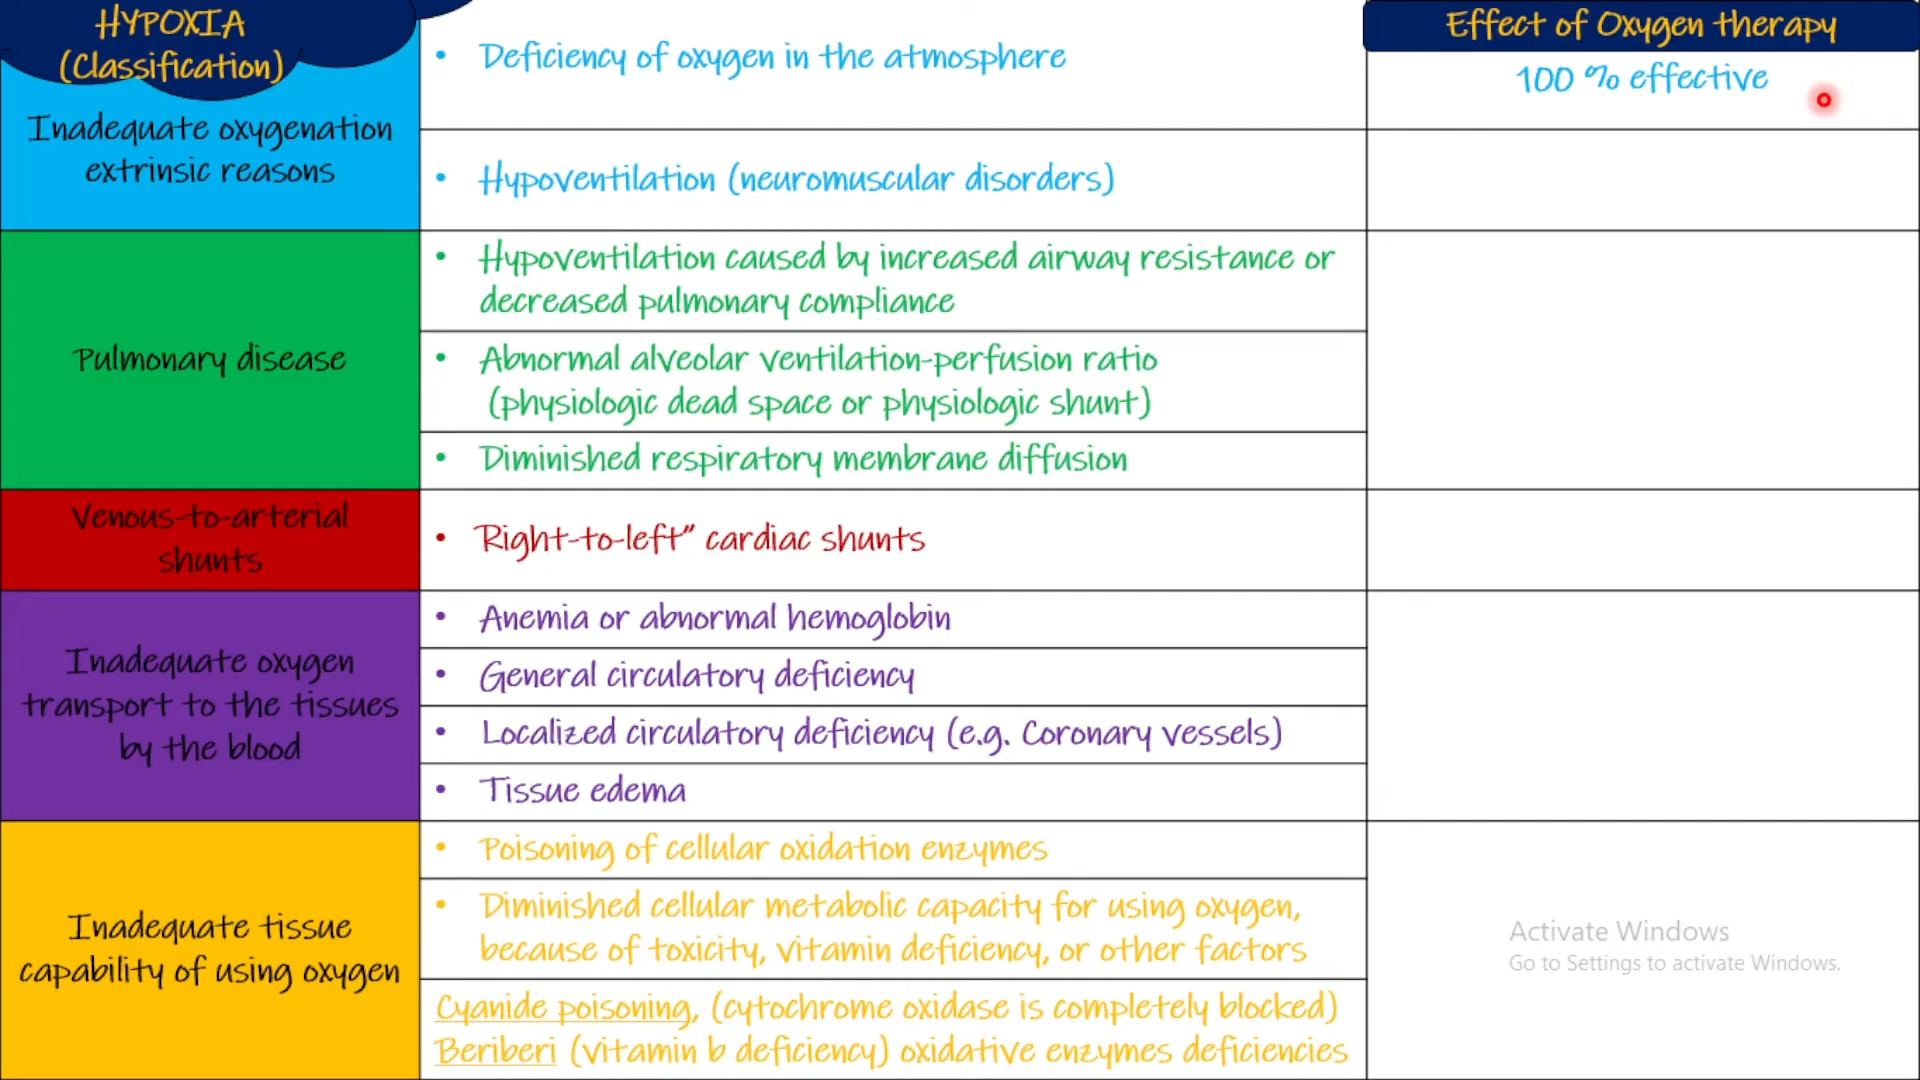 HYPOXIA
(Classification)
Effect of Oxygen therapy
• Deficiency of oxygen in the atmosphere
100 % effective
Inadequate oxygenation
extrinsic reasons
• Hypoventilation (neuromuscular disorders)
Pulmonary disease
• Hypoventilation caused by increased airway resistance or
decreased pulmonary compliance
• Abnormal alveolar ventilation-perfusion ratio
(physiologic dead space or physiologic shunt)
• Diminished respiratory membrane diffusion
Venous-to-arterial
shunts
• "Right-to-left" cardiac shunts
Inadequate oxygen
transport to the tissues
by the blood
• Anemia or abnormal hemoglobin
• General circulatory deficiency
• Localized circulatory deficiency (e.g. Coronary vessels)
• Tissue edema
Inadequate tissue
capability of using oxygen
• Poisoning of cellular oxidation enzymes
• Diminished cellular metabolic capacity for using oxygen,
because of toxicity, vitamin deficiency, or other factors
Cyanide poisoning, (cytochrome oxidase is completely blocked)
Beriberi (vitamin b deficiency) oxidative enzymes deficiencies
Activate Windows
Go to Settings to activate Windows.